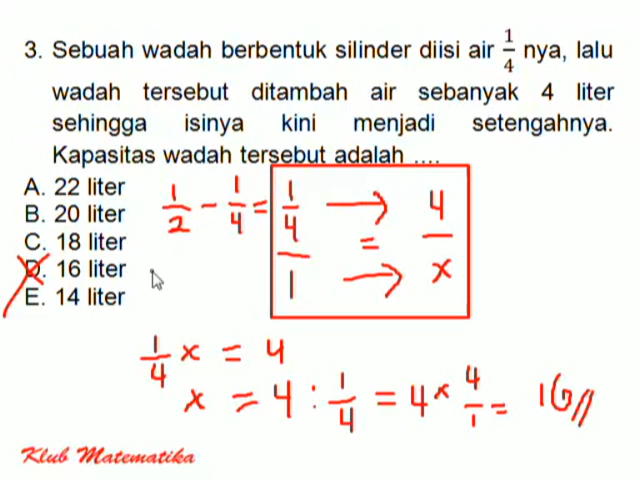 3. Sebuah wadah berbentuk silinder diisi air 1/4 nya, lalu
wadah tersebut ditambah air sebanyak 4 liter
sehingga isinya kini menjadi setengahnya.
Kapasitas wadah tersebut adalah ....
A. 22 liter
B. 20 liter
C. 18 liter
D. 16 liter
E. 14 liter
1/2 - 1/4 = 1/4 → 4
=
1 → x
1/4 x = 4
x = 4 : 1/4 = 4 × 4/1 = 16 //
Klub Matematika